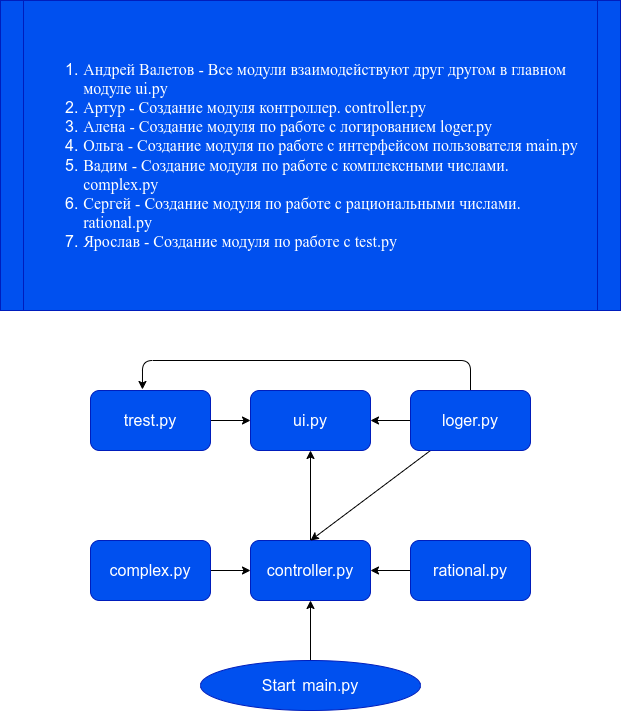 1. Андрей Валетов - Все модули взаимодействуют друг другом в главном
модуле ui.py
2. Артур - Создание модуля контроллер. controller.py
3. Алена - Создание модуля по работе с логированием loger.py
4. Ольга - Создание модуля по работе с интерфейсом пользователя main.py
5. Вадим - Создание модуля по работе с комплексными числами.
complex.py
6. Сергей - Создание модуля по работе с рациональными числами.
rational.py
7. Ярослав - Создание модуля по работе с test.py
trest.py
ui.py
loger.py
complex.py
controller.py
rational.py
Start main.py